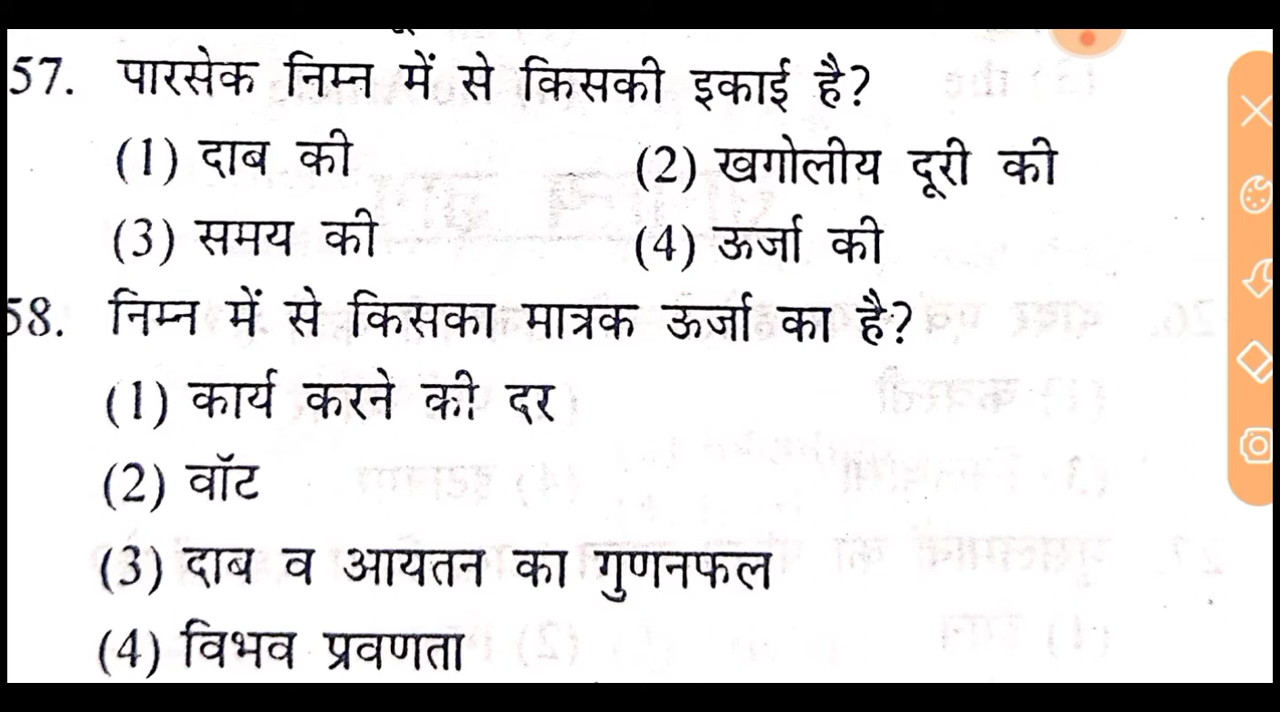 57. पारसेक निम्न में से किसकी इकाई है?
(1) दाब की (2) खगोलीय दूरी की
(3) समय की (4) ऊर्जा की
58. निम्न में से किसका मात्रक ऊर्जा का है?
(1) कार्य करने की दर
(2) वॉट
(3) दाब व आयतन का गुणनफल
(4) विभव प्रवणता